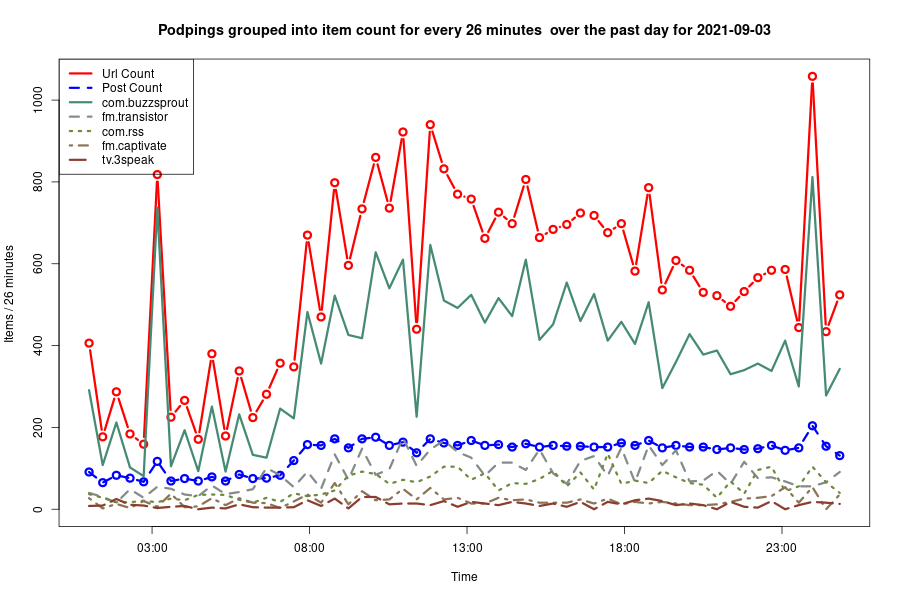 Podpings grouped into item count for every 26 minutes  over the past day for 2021-09-03
Url Count
Post Count
com.buzzsprout
fm.transistor
com.rss
fm.captivate
tv.3speak
Items / 26 minutes
1000
800
600
400
200
0
03:00 08:00 13:00 18:00 23:00
Time